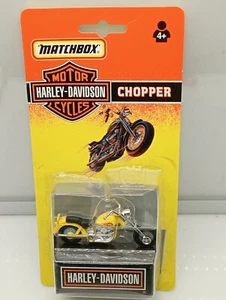 MATCHBOX
4+
MOTOR
HARLEY-DAVIDSON
CYCLES
CHOPPER
HARLEY-DAVIDSON